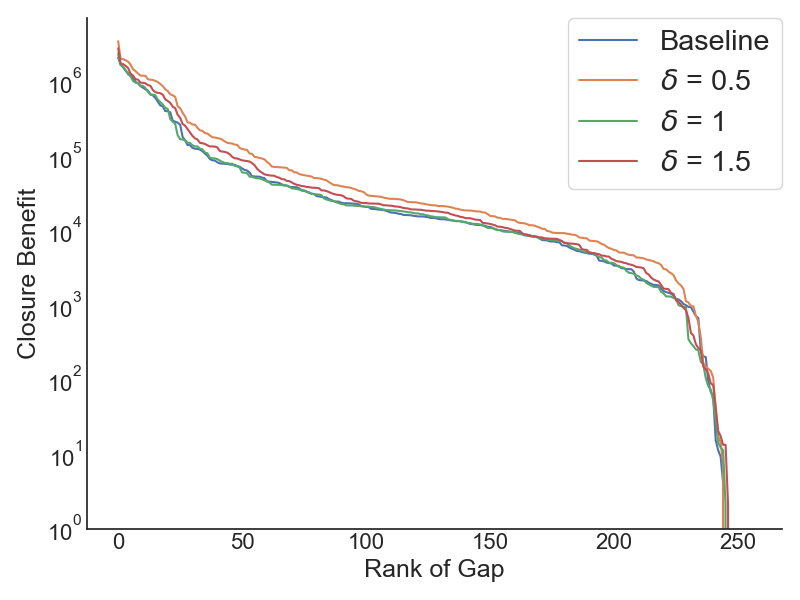 Baseline
δ = 0.5
δ = 1
δ = 1.5
Closure Benefit
10^6
10^5
10^4
10^3
10^2
10^1
10^0
0 50 100 150 200 250
Rank of Gap